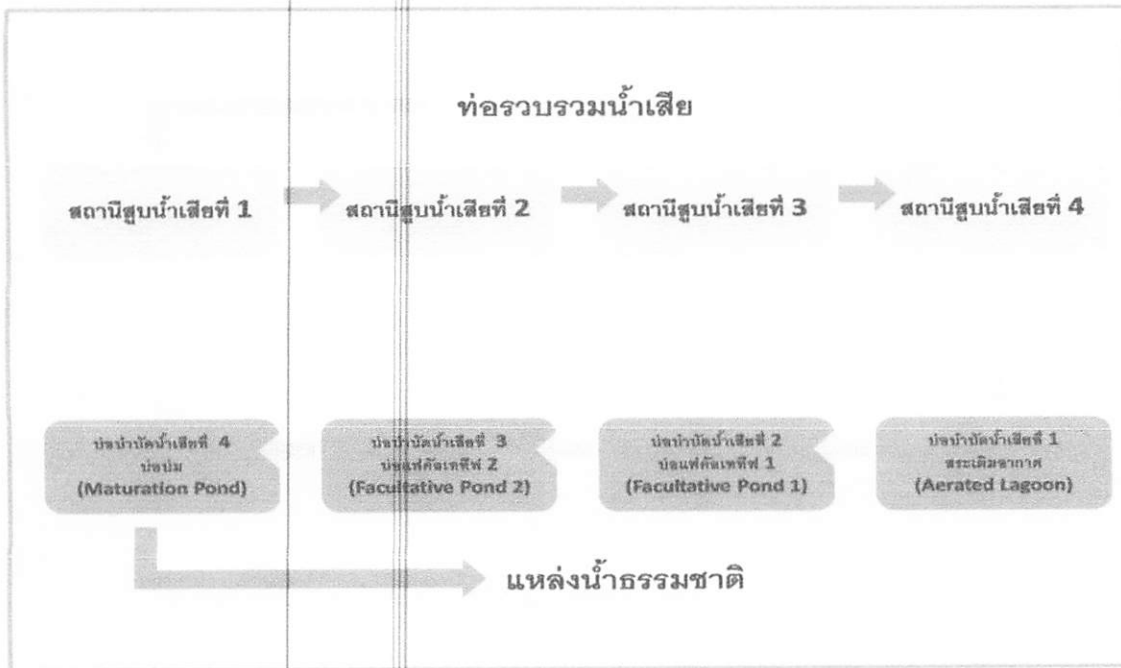 ท่อรวบรวมน้ำเสีย
สถานีสูบน้ำเสียที่ 1
สถานีสูบน้ำเสียที่ 2
สถานีสูบน้ำเสียที่ 3
สถานีสูบน้ำเสียที่ 4
บ่อบำบัดน้ำเสียที่ 4
บ่อบ่ม
(Maturation Pond)
บ่อบำบัดน้ำเสียที่ 3
บ่อแฟคัลเททีฟ 2
(Facultative Pond 2)
บ่อบำบัดน้ำเสียที่ 2
บ่อแฟคัลเททีฟ 1
(Facultative Pond 1)
บ่อบำบัดน้ำเสียที่ 1
สระเติมอากาศ
(Aerated Lagoon)
แหล่งน้ำธรรมชาติ